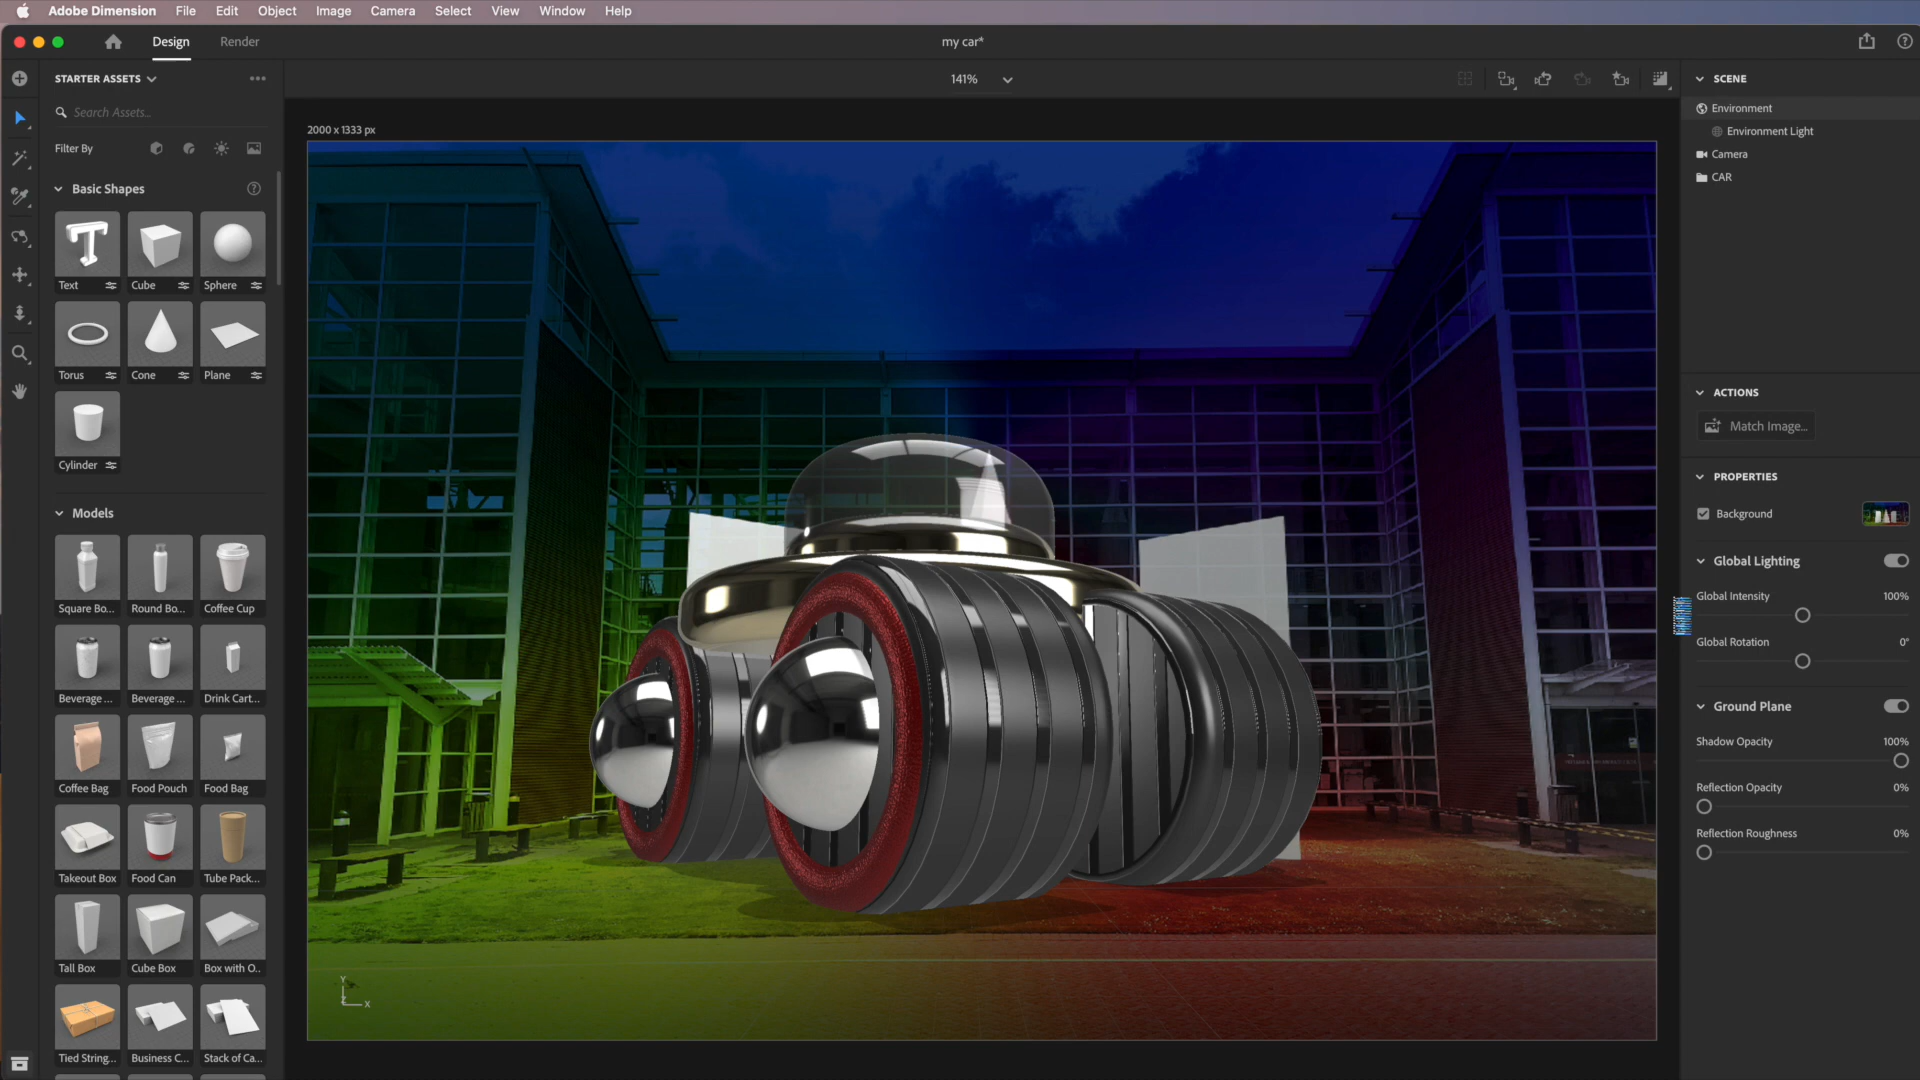 Adobe Dimension File Edit Object Image Camera Select View Window Help
Design Render my car*
STARTER ASSETS
Search Assets...
Filter By
Basic Shapes
Text Cube Sphere
Torus Cone Plane
Cylinder
Models
Square Bo... Round Bo... Coffee Cup
Beverage ... Beverage ... Drink Cart...
Coffee Bag Food Pouch Food Bag
Takeout Box Food Can Tube Pack...
Tall Box Cube Box Box with O..
Tied String... Business C... Stack of Ca...
141%
2000 x 1333 px
Y
Z
X
SCENE
Environment
Environment Light
Camera
CAR
ACTIONS
Match Image...
PROPERTIES
Background
Global Lighting
Global Intensity 100%
Global Rotation 0°
Ground Plane
Shadow Opacity 100%
Reflection Opacity 0%
Reflection Roughness 0%